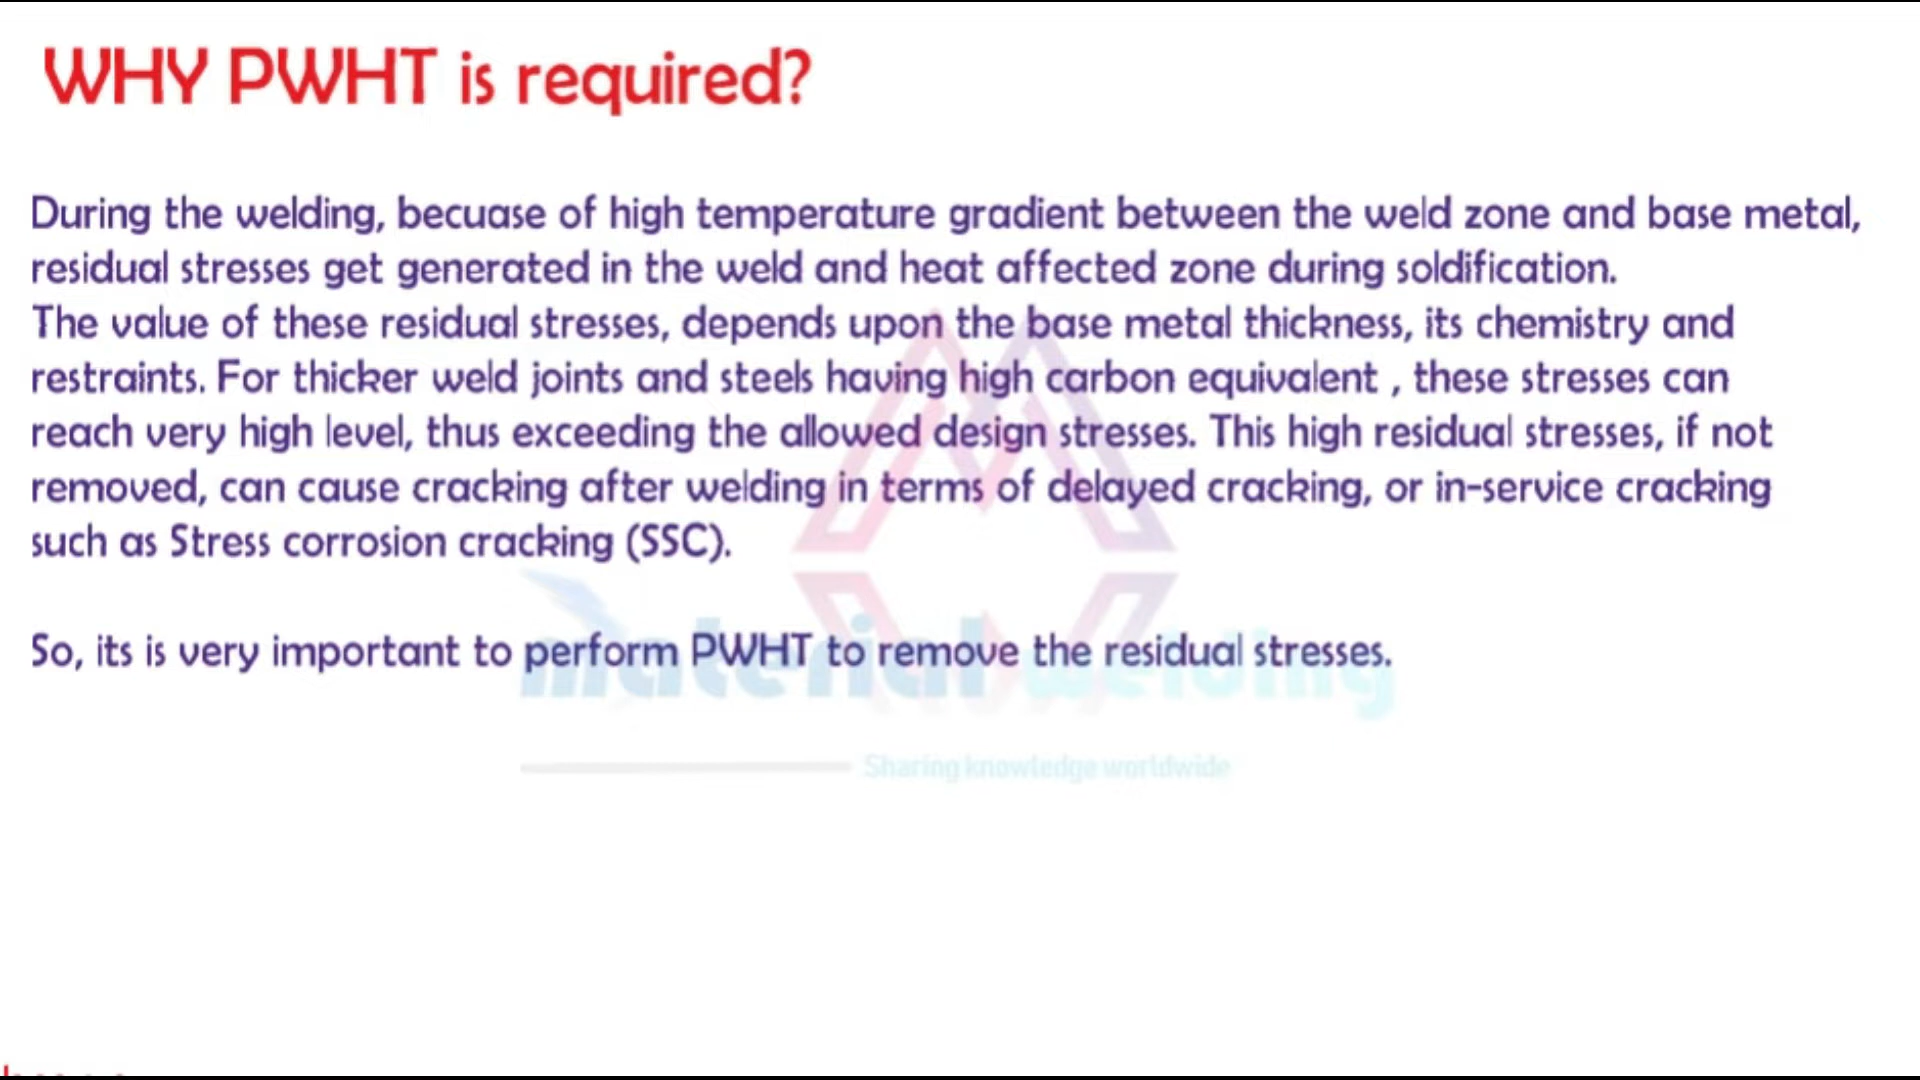 WHY PWHT is required?
During the welding, becuase of high temperature gradient between the weld zone and base metal,
residual stresses get generated in the weld and heat affected zone during soldification.
The value of these residual stresses, depends upon the base metal thickness, its chemistry and
restraints. For thicker weld joints and steels having high carbon equivalent , these stresses can
reach very high level, thus exceeding the allowed design stresses. This high residual stresses, if not
removed, can cause cracking after welding in terms of delayed cracking, or in-service cracking
such as Stress corrosion cracking (SSC).
So, its is very important to perform PWHT to remove the residual stresses.
material welding
Sharing knowledge worldwide